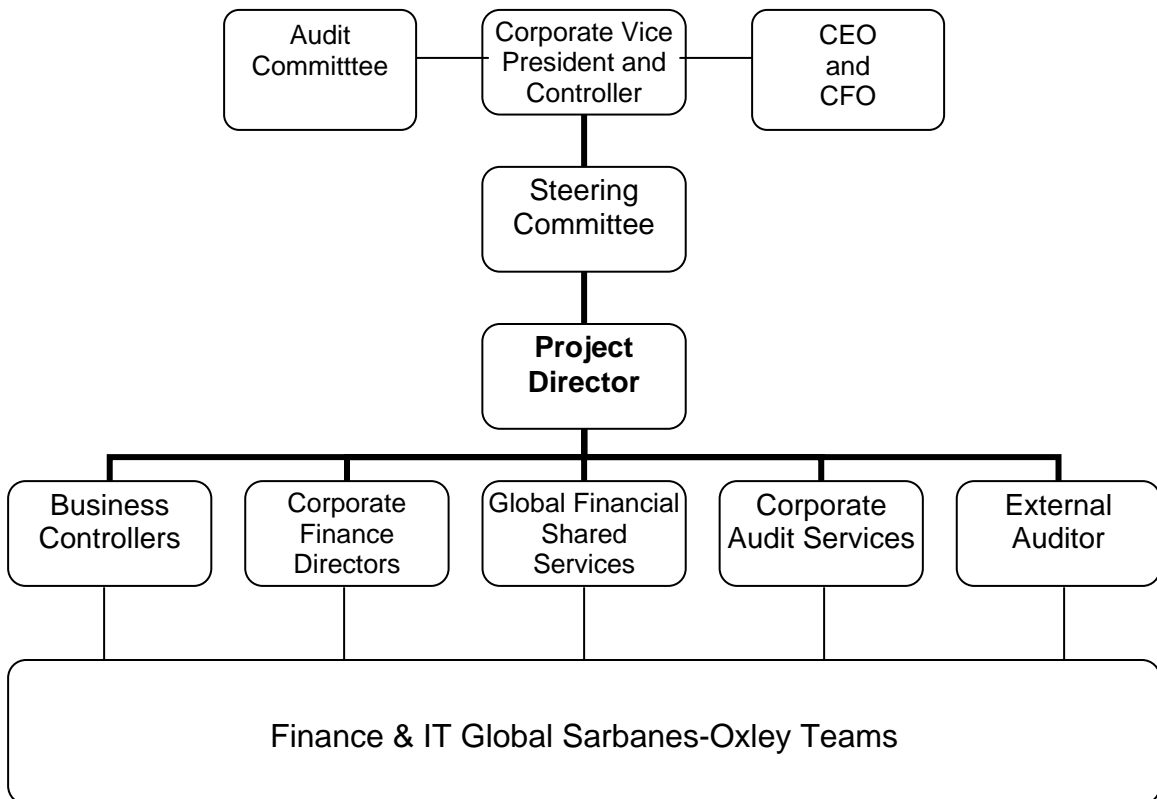 Audit
Committtee
Corporate Vice
President and
Controller
CEO
and
CFO
Steering
Committee
Project
Director
Business
Controllers
Corporate
Finance
Directors
Global Financial
Shared
Services
Corporate
Audit Services
External
Auditor
Finance & IT Global Sarbanes-Oxley Teams